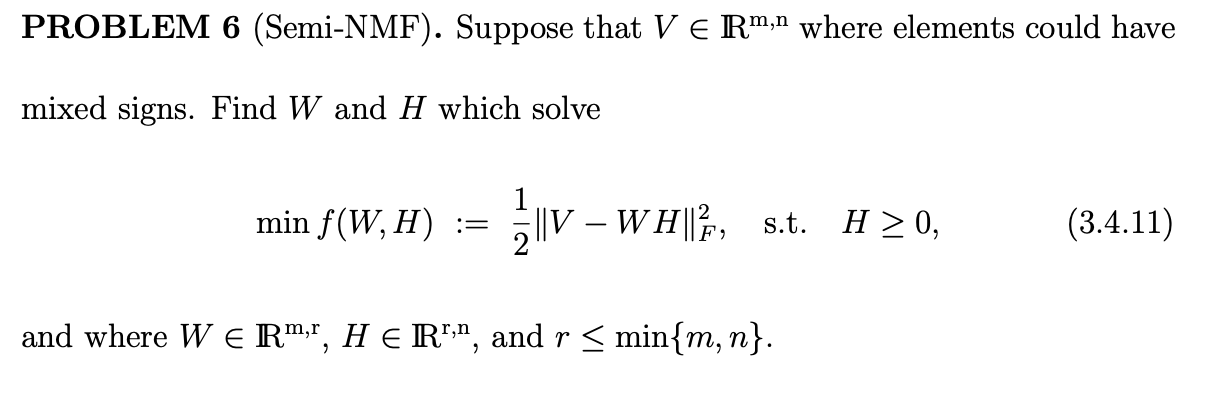 PROBLEM 6 (Semi-NMF). Suppose that V ∈ ℝ^{m,n} where elements could have
mixed signs. Find W and H which solve
min f(W, H) := \frac{1}{2}‖V − WH‖_F^2, s.t. H ≥ 0, (3.4.11)
and where W ∈ ℝ^{m,r}, H ∈ ℝ^{r,n}, and r ≤ min{m, n}.